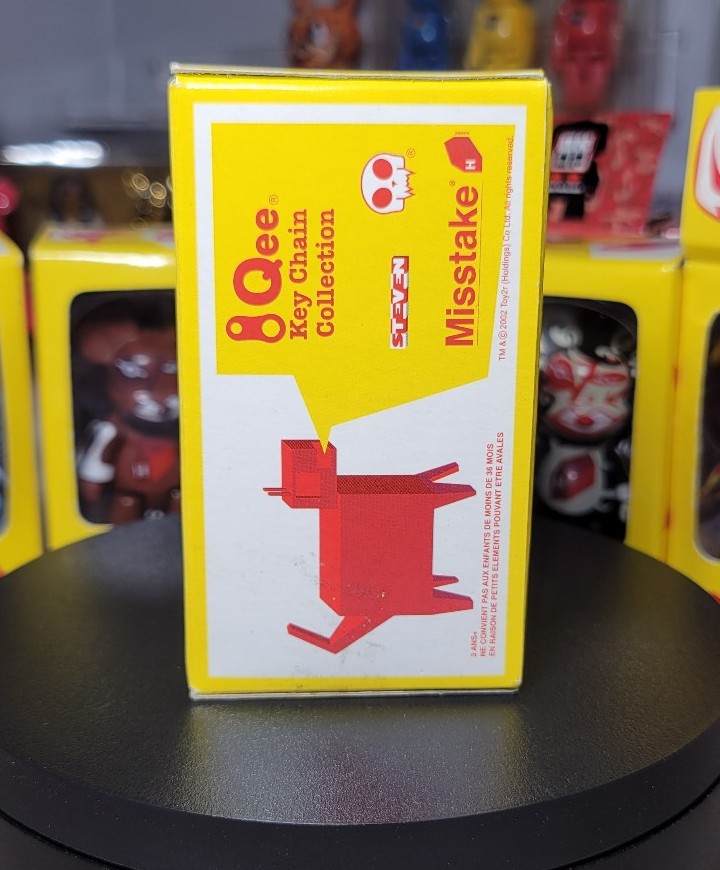 Qee®
Key Chain
Collection
®
STEVEN
Misstake®
H
TM & © 2002 Toy2r (Holdings) Co Ltd. All rights reserved.
3 ANS+
NE CONVIENT PAS AUX ENFANTS DE MOINS DE 36 MOIS
EN RAISON DE PETITS ELEMENTS POUVANT ETRE AVALES